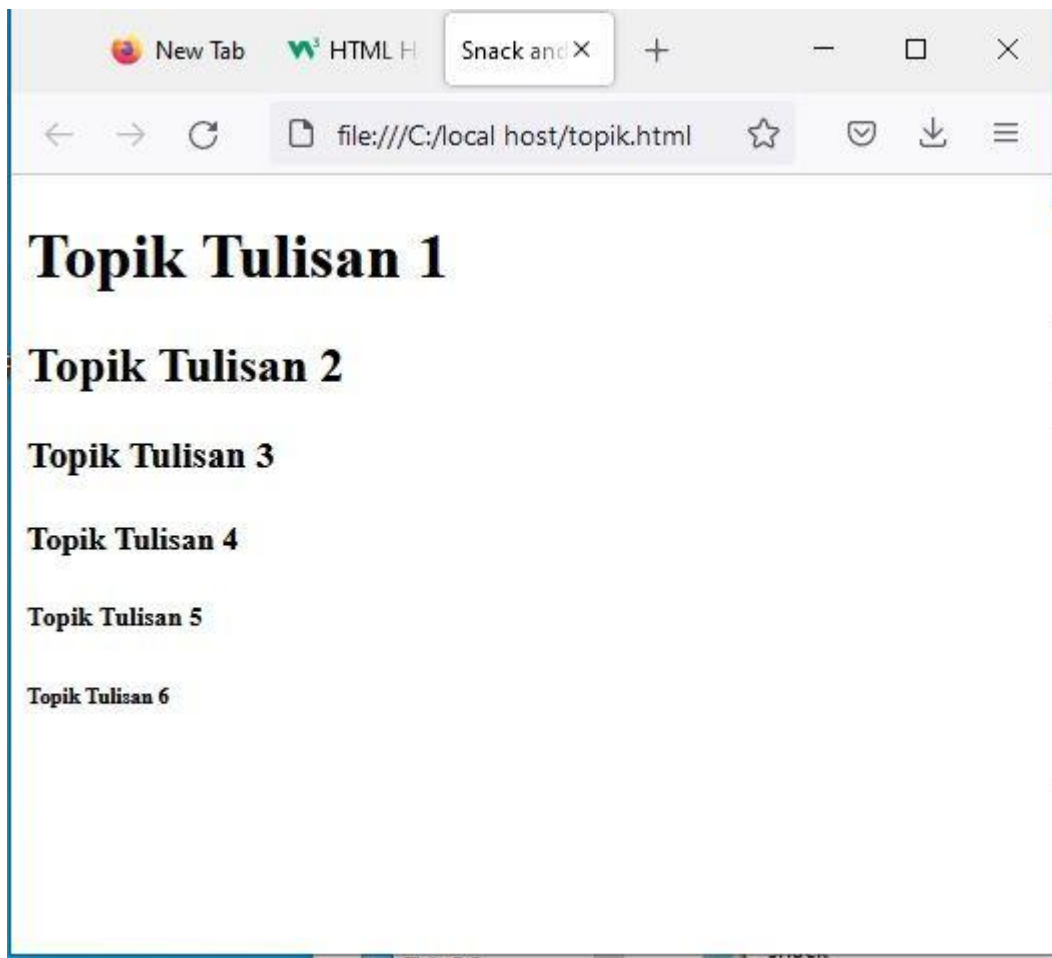 New Tab HTML H Snack and
file:///C:/local host/topik.html
Topik Tulisan 1
Topik Tulisan 2
Topik Tulisan 3
Topik Tulisan 4
Topik Tulisan 5
Topik Tulisan 6